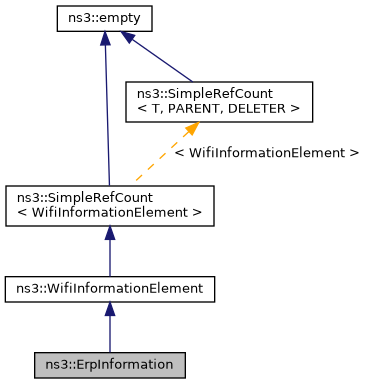 ns3::empty
ns3::SimpleRefCount
< T, PARENT, DELETER >
< WifiInformationElement >
ns3::SimpleRefCount
< WifiInformationElement >
ns3::WifiInformationElement
ns3::ErpInformation